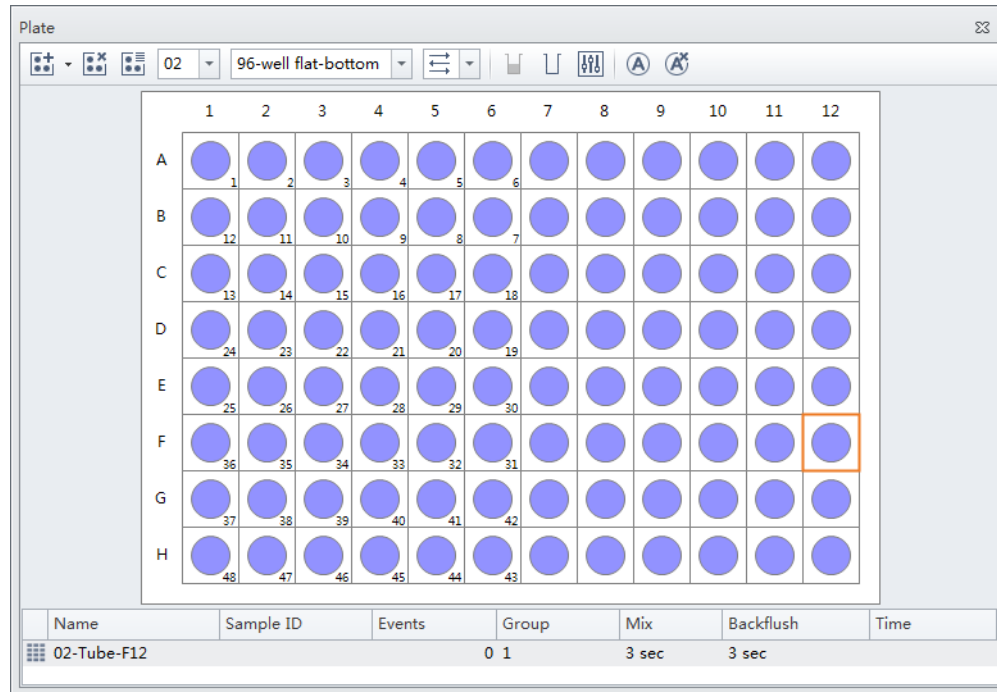 Plate
02 96-well flat-bottom A A
1 2 3 4 5 6 7 8 9 10 11 12
A
1 2 3 4 5 6
B
12 11 10 9 8 7
C
13 14 15 16 17 18
D
24 23 22 21 20 19
E
25 26 27 28 29 30
F
36 35 34 33 32 31
G
37 38 39 40 41 42
H
48 47 46 45 44 43
Name Sample ID Events Group Mix Backflush Time
02-Tube-F12 0 1 3 sec 3 sec